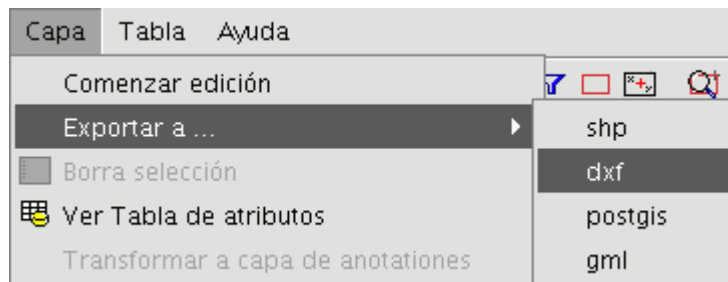 Capa Tabla Ayuda
Comenzar edición
Exportar a ...
shp
Borra selección
dxf
Ver Tabla de atributos
postgis
Transformar a capa de anotationes
gml